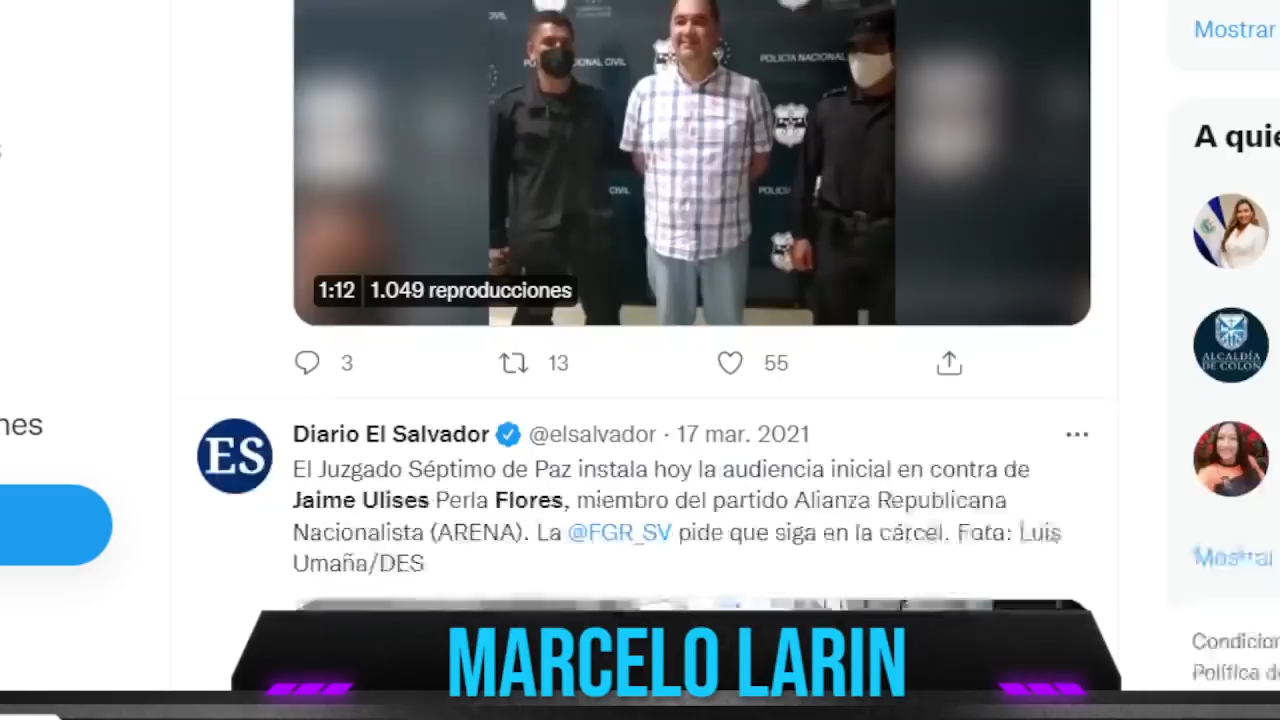 POLICIA NACIONAL
CIVIL
Mostrar
1:12 1.049 reproducciones
3 13 55
A quie
ALCALDÍA
DE COLÓN
nes
ES
Diario El Salvador @elsalvador · 17 mar. 2021
El Juzgado Séptimo de Paz instala hoy la audiencia inicial en contra de
Jaime Ulises Perla Flores, miembro del partido Alianza Republicana
Nacionalista (ARENA). La @FGR_SV pide que siga en la cárcel. Foto: Luis
Umaña/DES
Mostrar
Condicion
Política de
MARCELO LARIN